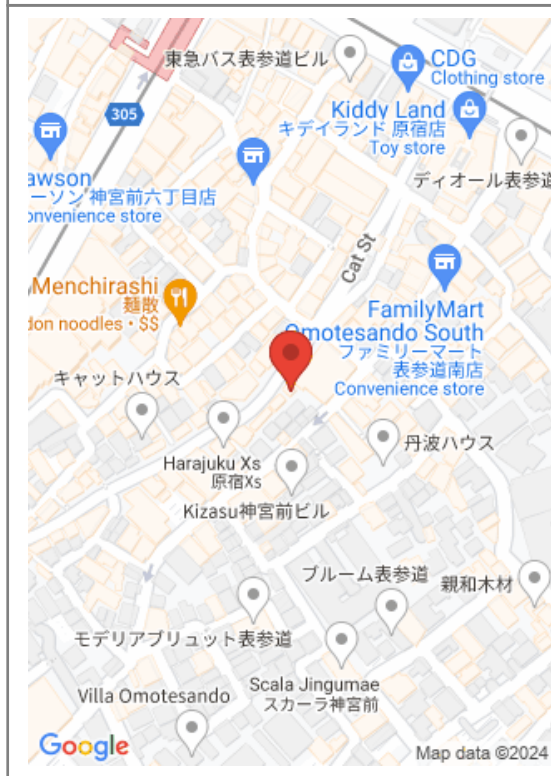 東急バス表参道ビル
CDG
Clothing store
305
Kiddy Land
キデイランド 原宿店
Toy store
awson
ーソン 神宮前六丁目店
onvenience store
ディオール表参道
Cat St
Menchirashi
麺散
don noodles・$$
FamilyMart
Omotesando South
ファミリーマート
表参道南店
Convenience store
キャットハウス
Harajuku Xs
原宿Xs
丹波ハウス
Kizasu神宮前ビル
ブルーム表参道
親和木材
モデリアブリュット表参道
Scala Jingumae
スカーラ神宮前
Villa Omotesando
Google
Map data ©2024